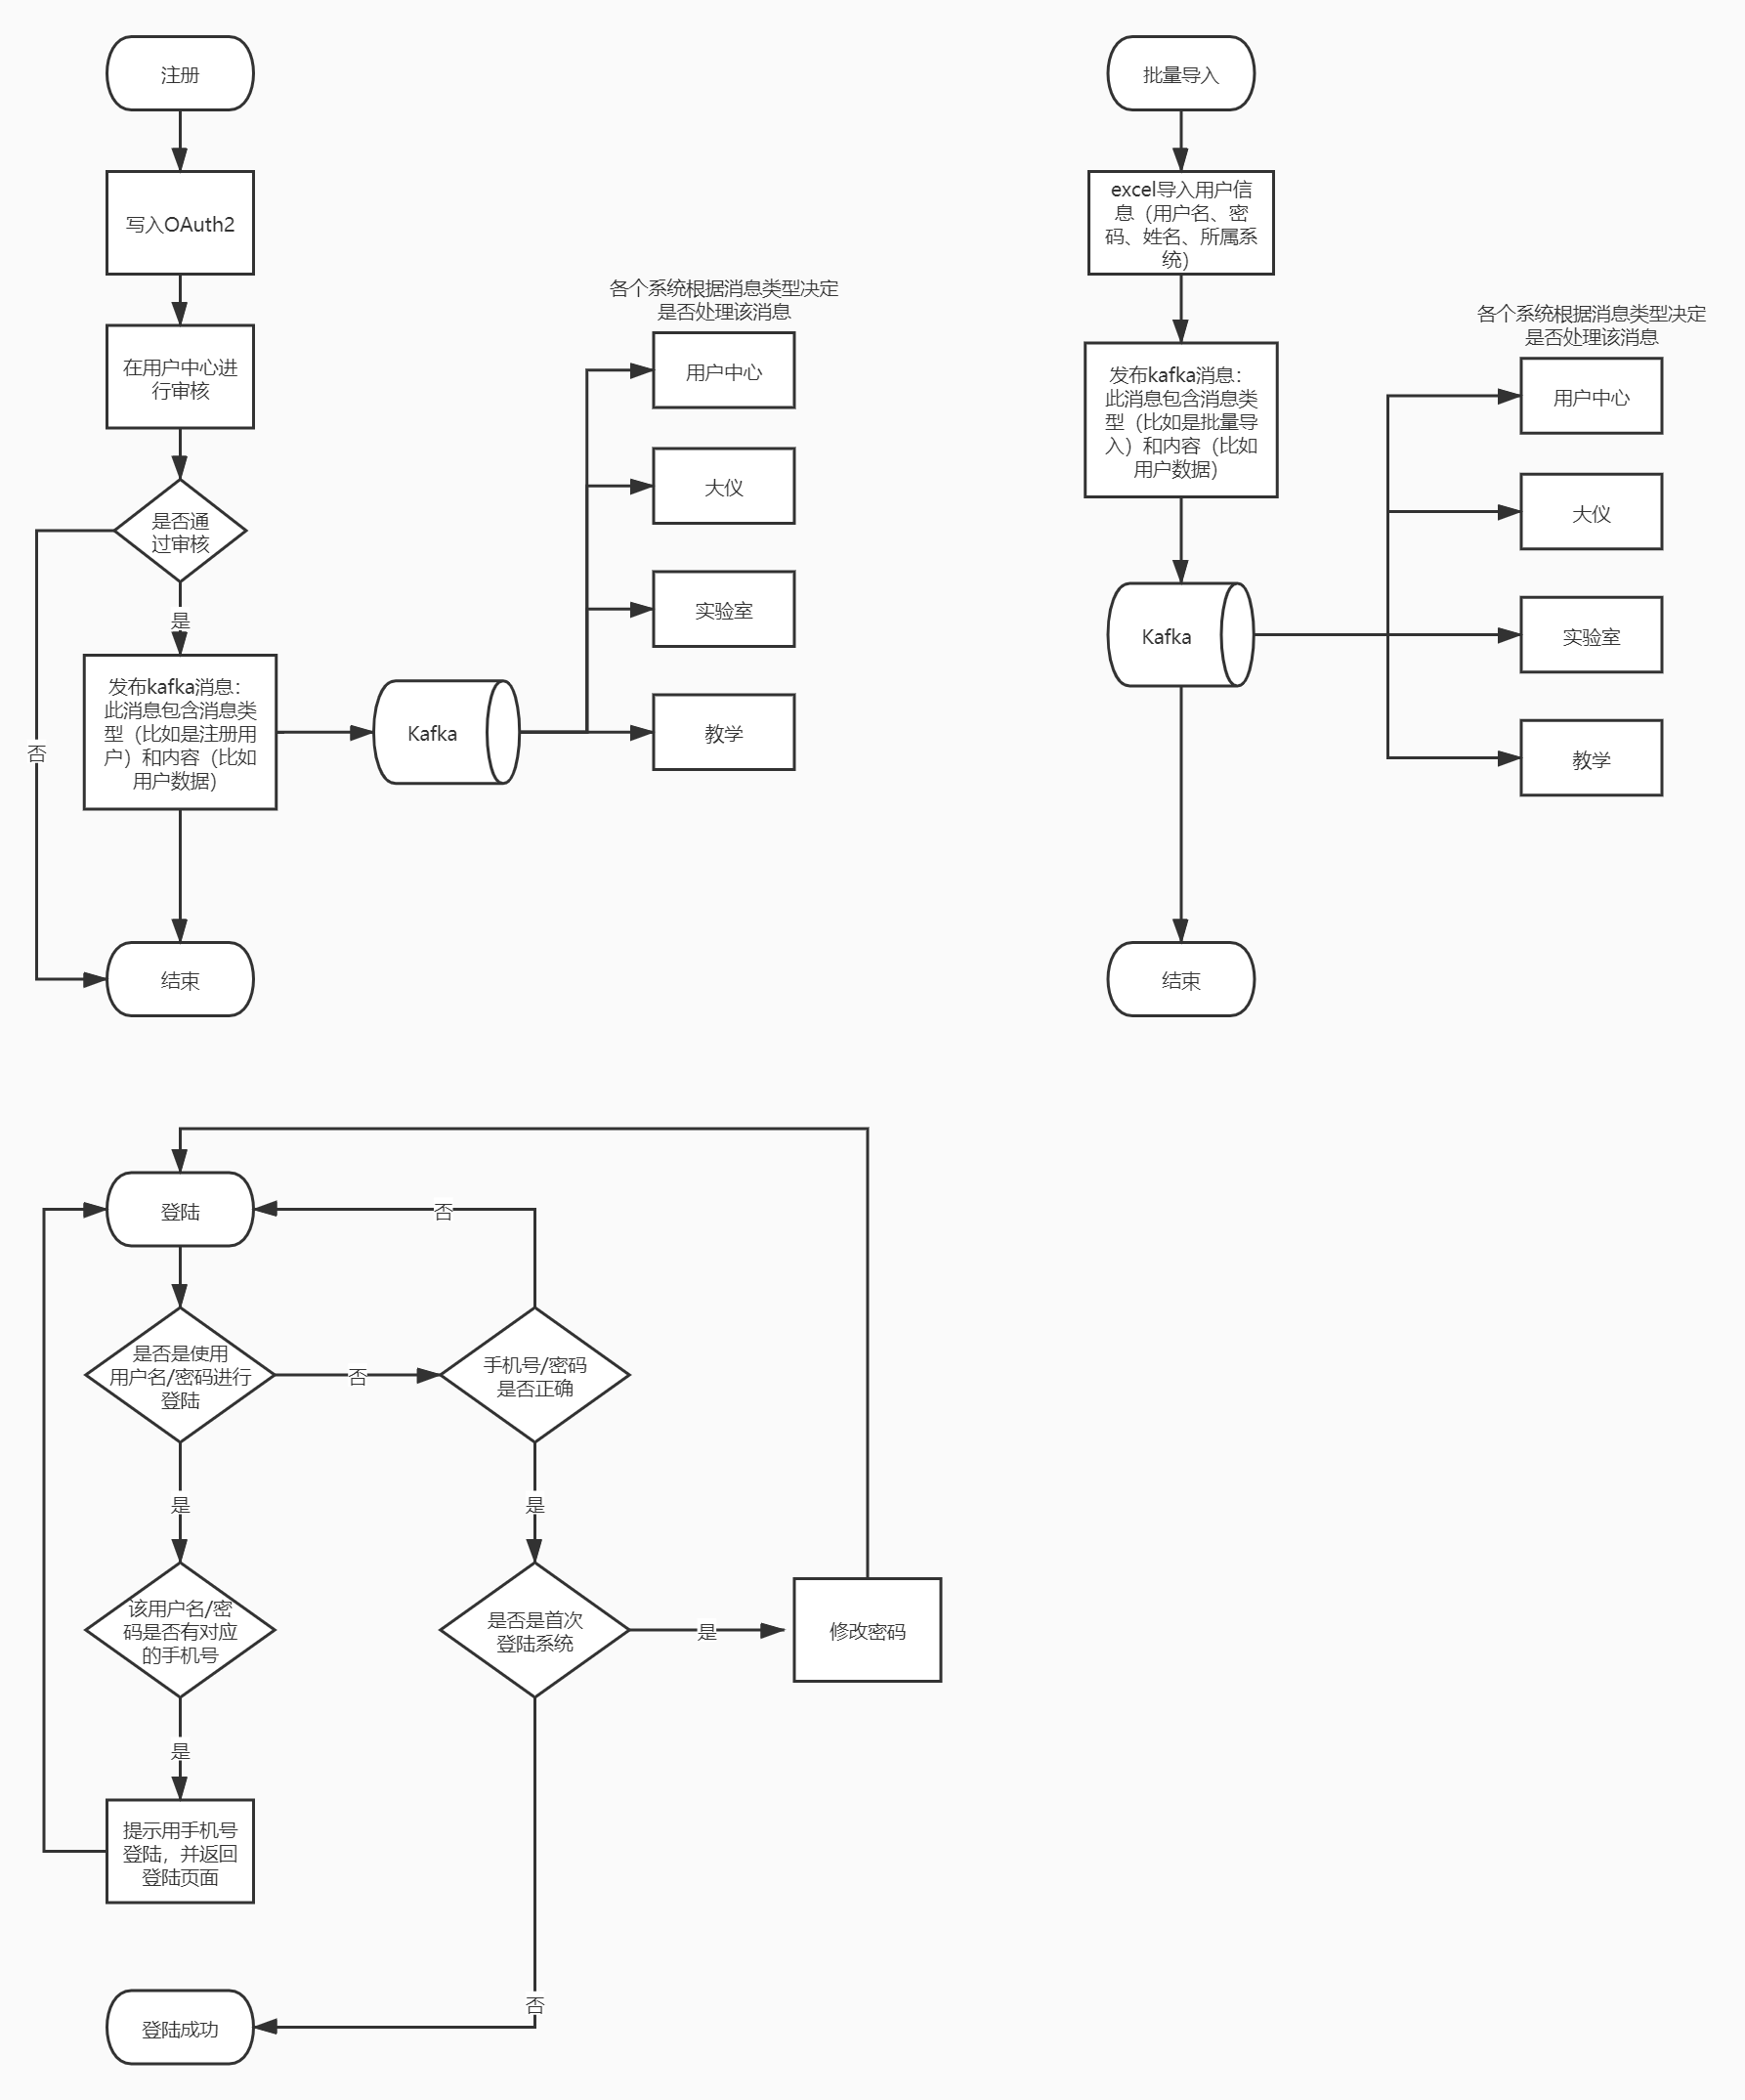 注册
写入OAuth2
在用户中心进
行审核
是否通
过审核
是
否
发布kafka消息：
此消息包含消息类
型（比如是注册用
户）和内容（比如
用户数据）
Kafka
各个系统根据消息类型决定
是否处理该消息
用户中心
大仪
实验室
教学
结束
批量导入
excel导入用户信
息（用户名、密
码、姓名、所属系
统）
发布kafka消息：
此消息包含消息类
型（比如是批量导
入）和内容（比如
用户数据）
Kafka
各个系统根据消息类型决定
是否处理该消息
用户中心
大仪
实验室
教学
结束
登陆
否
是否是使用
用户名/密码进行
登陆
否
手机号/密码
是否正确
是
是
该用户名/密
码是否有对应
的手机号
是否是首次
登陆系统
是
修改密码
是
提示用手机号
登陆，并返回
登陆页面
否
登陆成功